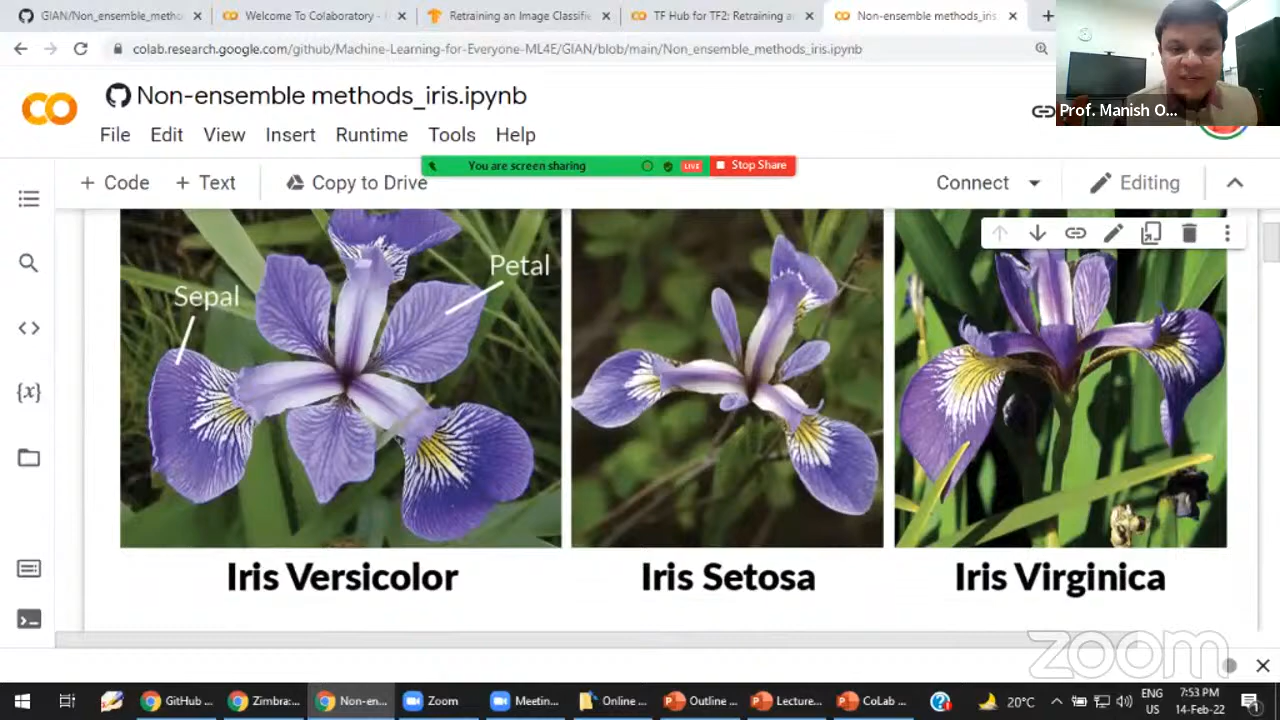 GIAN/Non_ensemble_metho
Welcome To Colaboratory -
Retraining an Image Classifie
TF Hub for TF2: Retraining a
Non-ensemble methods_iris
colab.research.google.com/github/Machine-Learning-for-Everyone-ML4E/GIAN/blob/main/Non_ensemble_methods_iris.ipynb
Prof. Manish O...
Non-ensemble methods_iris.ipynb
File Edit View Insert Runtime Tools Help
You are screen sharing LIVE Stop Share
+ Code + Text Copy to Drive Connect Editing
Sepal
Petal
Iris Versicolor
Iris Setosa
Iris Virginica
zoom
GitHub ...
Zimbra:...
Non-en...
Zoom
Meetin...
Online ...
Outline ...
Lecture...
CoLab ...
20°C
ENG
US
7:53 PM
14-Feb-22
1